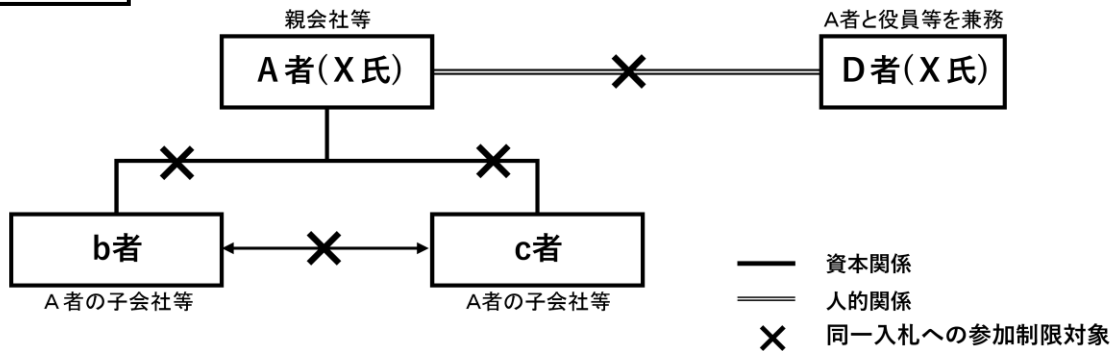 親会社等
A者と役員等を兼務
A者(X氏)
D者(X氏)
b者
c者
A者の子会社等
A者の子会社等
資本関係
人的関係
同一入札への参加制限対象